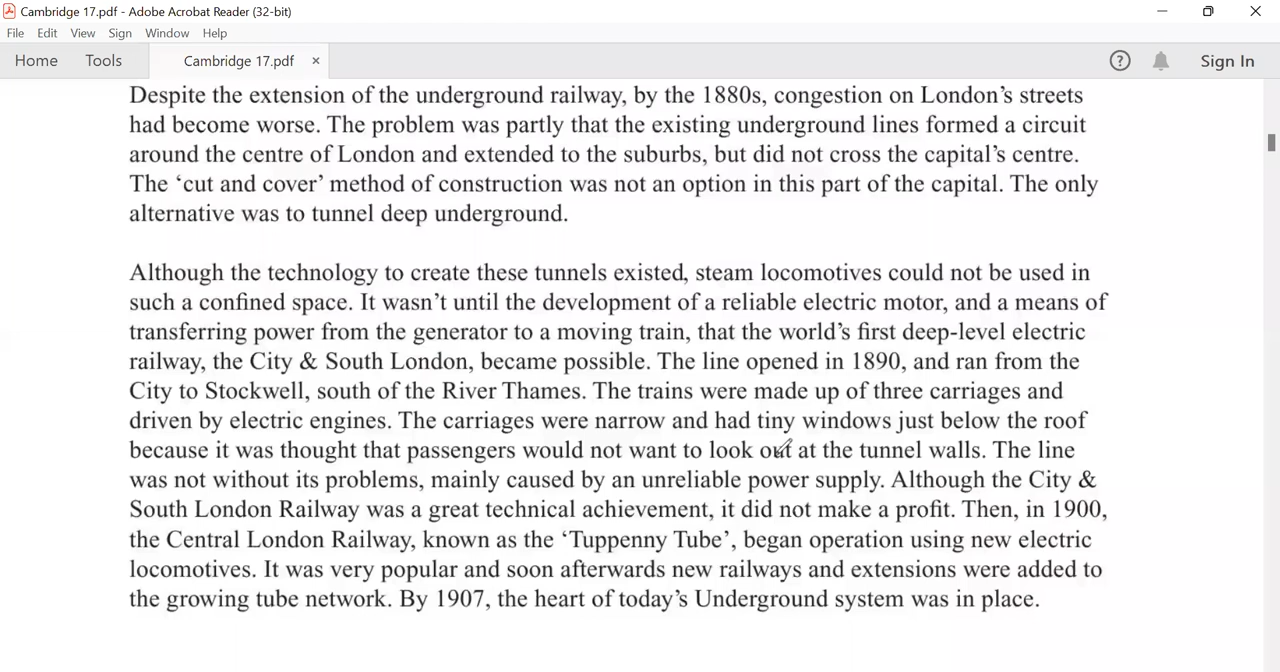 Cambridge 17.pdf - Adobe Acrobat Reader (32-bit)
File Edit View Sign Window Help
Home Tools Cambridge 17.pdf × ? Sign In
Despite the extension of the underground railway, by the 1880s, congestion on London’s streets
had become worse. The problem was partly that the existing underground lines formed a circuit
around the centre of London and extended to the suburbs, but did not cross the capital’s centre.
The ‘cut and cover’ method of construction was not an option in this part of the capital. The only
alternative was to tunnel deep underground.
Although the technology to create these tunnels existed, steam locomotives could not be used in
such a confined space. It wasn’t until the development of a reliable electric motor, and a means of
transferring power from the generator to a moving train, that the world’s first deep-level electric
railway, the City & South London, became possible. The line opened in 1890, and ran from the
City to Stockwell, south of the River Thames. The trains were made up of three carriages and
driven by electric engines. The carriages were narrow and had tiny windows just below the roof
because it was thought that passengers would not want to look out at the tunnel walls. The line
was not without its problems, mainly caused by an unreliable power supply. Although the City &
South London Railway was a great technical achievement, it did not make a profit. Then, in 1900,
the Central London Railway, known as the ‘Tuppenny Tube’, began operation using new electric
locomotives. It was very popular and soon afterwards new railways and extensions were added to
the growing tube network. By 1907, the heart of today’s Underground system was in place.